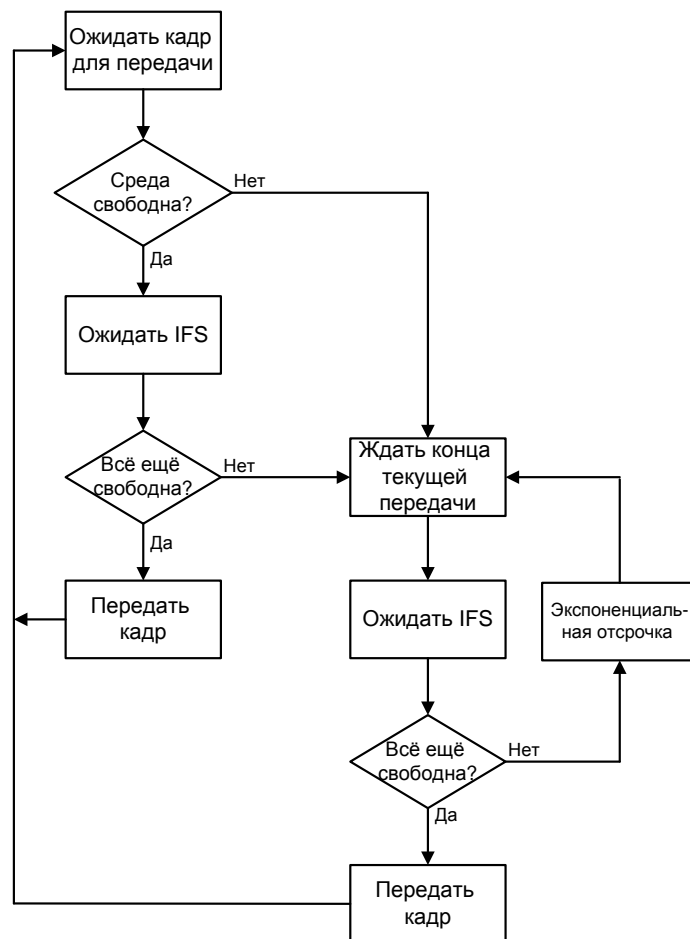 Ожидать кадр
для передачи
Среда
свободна?
Нет
Да
Ожидать IFS
Всё ещё
свободна?
Нет
Да
Передать
кадр
Ждать конца
текущей
передачи
Ожидать IFS
Экспоненциаль-
ная отсрочка
Всё ещё
свободна?
Нет
Да
Передать
кадр